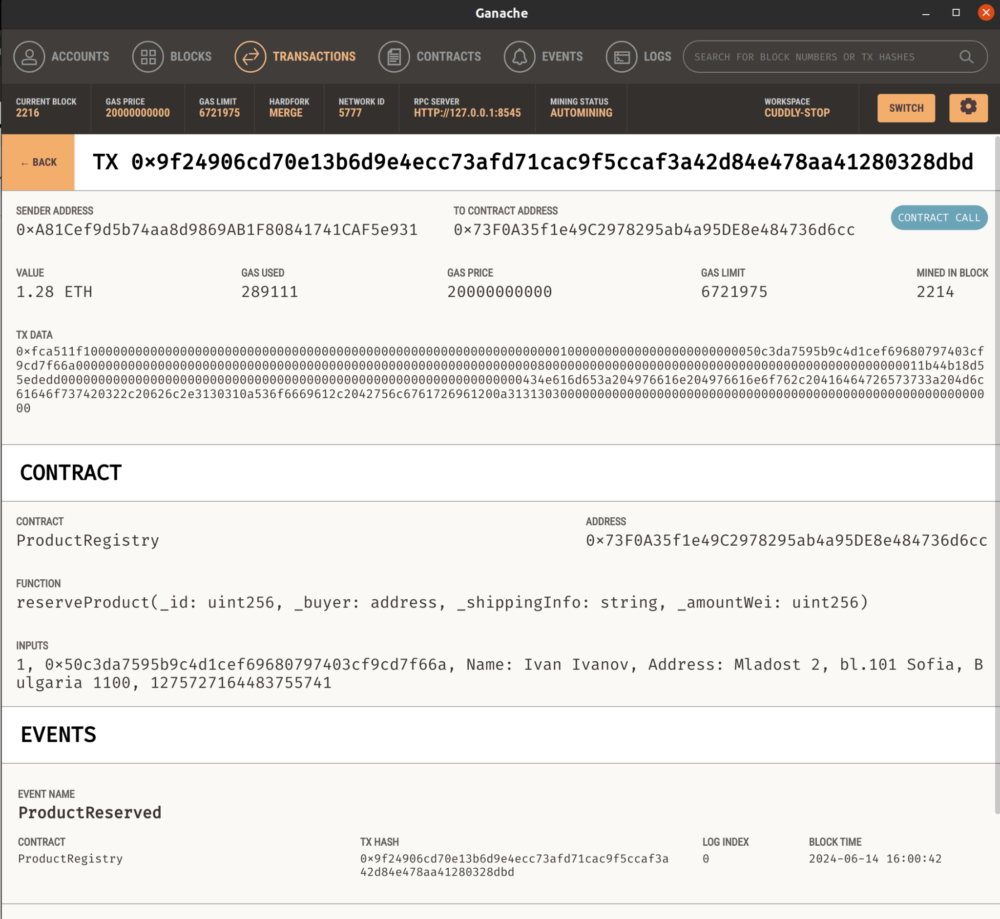 Ganache
ACCOUNTS
BLOCKS
TRANSACTIONS
CONTRACTS
EVENTS
LOGS
SEARCH FOR BLOCK NUMBERS OR TX HASHES
CURRENT BLOCK
2216
GAS PRICE
20000000000
GAS LIMIT
6721975
HARDFORK
MERGE
NETWORK ID
5777
RPC SERVER
HTTP://127.0.0.1:8545
MINING STATUS
AUTOMINING
WORKSPACE
CUDDLY-STOP
SWITCH
← BACK
TX 0x9f24906cd70e13b6d9e4ecc73afd71cac9f5ccaf3a42d84e478aa41280328dbd
SENDER ADDRESS
0xA81Cef9d5b74aa8d9869AB1F80841741CAF5e931
TO CONTRACT ADDRESS
0x73F0A35f1e49C2978295ab4a95DE8e484736d6cc
CONTRACT CALL
VALUE
1.28 ETH
GAS USED
289111
GAS PRICE
20000000000
GAS LIMIT
6721975
MINED IN BLOCK
2214
TX DATA
0xfca511f1000000000000000000000000000000000000000000000000000000000000000100000000000000000000000050c3da7595b9c4d1cef69680797403cf
9cd7f66a000000000000000000000000000000000000000000000000000000000000008000000000000000000000000000000000000000000000000011b44b18d5
5ededd00000000000000000000000000000000000000000000000000000000000000434e616d653a204976616e204976616e6f762c20416464726573733a204d6c
61646f737420322c20626c2e3130310a536f6669612c2042756c6761726961200a3131303000000000000000000000000000000000000000000000000000000000
00
CONTRACT
CONTRACT
ProductRegistry
ADDRESS
0x73F0A35f1e49C2978295ab4a95DE8e484736d6cc
FUNCTION
reserveProduct(_id: uint256, _buyer: address, _shippingInfo: string, _amountWei: uint256)
INPUTS
1, 0x50c3da7595b9c4d1cef69680797403cf9cd7f66a, Name: Ivan Ivanov, Address: Mladost 2, bl.101 Sofia, B
ulgaria 1100, 1275727164483755741
EVENTS
EVENT NAME
ProductReserved
CONTRACT
ProductRegistry
TX HASH
0x9f24906cd70e13b6d9e4ecc73afd71cac9f5ccaf3a
42d84e478aa41280328dbd
LOG INDEX
0
BLOCK TIME
2024-06-14 16:00:42